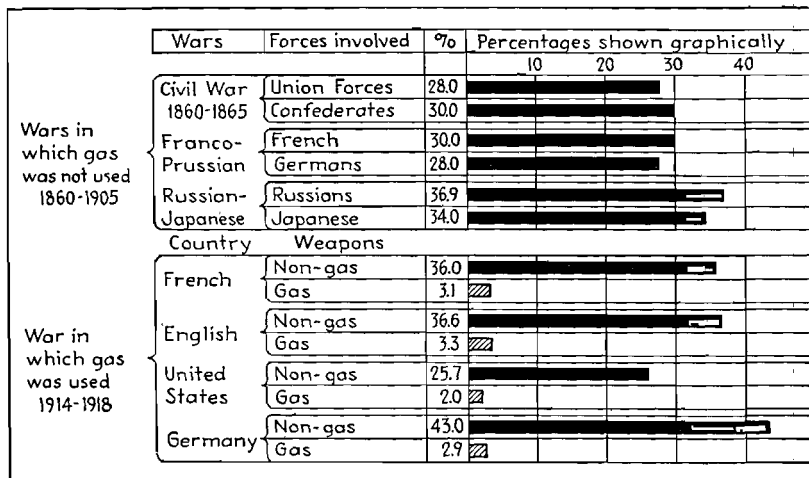 Wars Forces involved % Percentages shown graphically
10 20 30 40
Wars in which gas was not used 1860-1905
Civil War 1860-1865
Union Forces 28.0
Confederates 30.0
Franco-Prussian
French 30.0
Germans 28.0
Russian-Japanese
Russians 36.9
Japanese 34.0
Country Weapons
War in which gas was used 1914-1918
French
Non-gas 36.0
Gas 3.1
English
Non-gas 36.6
Gas 3.3
United States
Non-gas 25.7
Gas 2.0
Germany
Non-gas 43.0
Gas 2.9